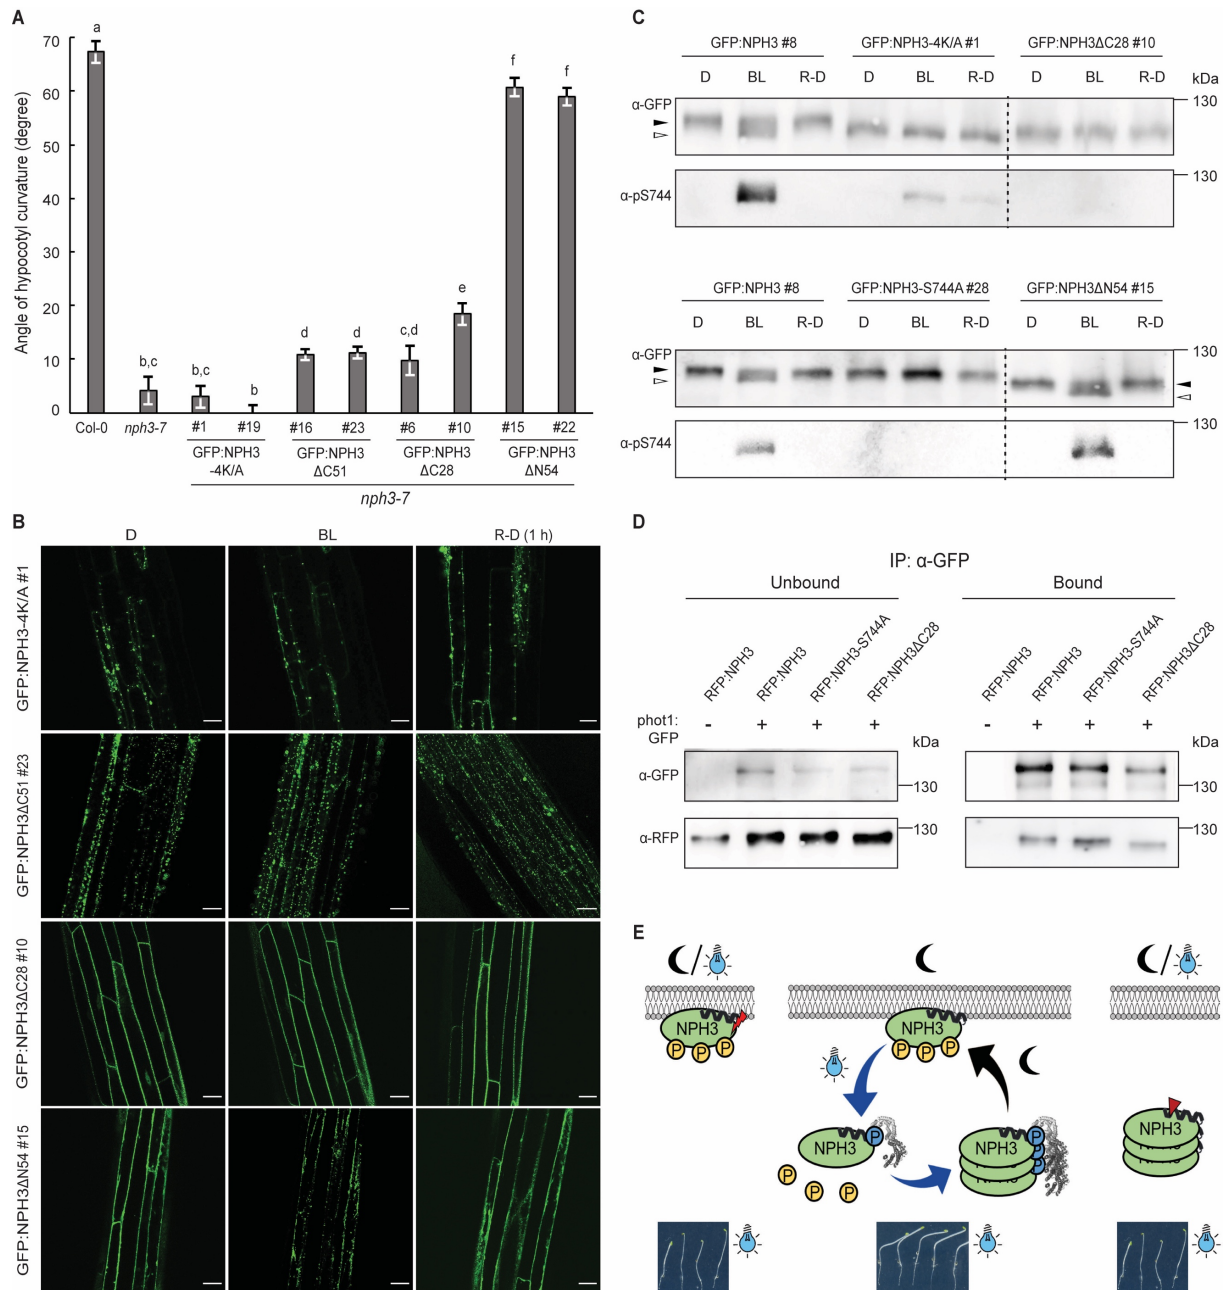 A
Angle of hypocotyl curvature (degree)
70
60
50
40
30
20
10
0
a
b,c
b,c
b
d
d
c,d
e
f
f
Col-0
nph3-7
#1
#19
#16
#23
#6
#10
#15
#22
GFP:NPH3
-4K/A
GFP:NPH3
ΔC51
GFP:NPH3
ΔC28
GFP:NPH3
ΔN54
nph3-7
B
D
BL
R-D (1 h)
GFP:NPH3-4K/A #1
GFP:NPH3ΔC51 #23
GFP:NPH3ΔC28 #10
GFP:NPH3ΔN54 #15
C
GFP:NPH3 #8
GFP:NPH3-4K/A #1
GFP:NPH3ΔC28 #10
D BL R-D D BL R-D D BL R-D kDa
α-GFP
130
α-pS744
130
GFP:NPH3 #8
GFP:NPH3-S744A #28
GFP:NPH3ΔN54 #15
D BL R-D D BL R-D D BL R-D
α-GFP
130
α-pS744
130
D
IP: α-GFP
Unbound
Bound
RFP:NPH3
RFP:NPH3
RFP:NPH3-S744A
RFP:NPH3ΔC28
RFP:NPH3
RFP:NPH3
RFP:NPH3-S744A
RFP:NPH3ΔC28
phot1:
GFP
- + + +
- + + +
kDa
kDa
α-GFP
130
130
α-RFP
130
130
E
NPH3
P P P
NPH3
P P P
NPH3
P
P P P
NPH3
P
P
P
NPH3